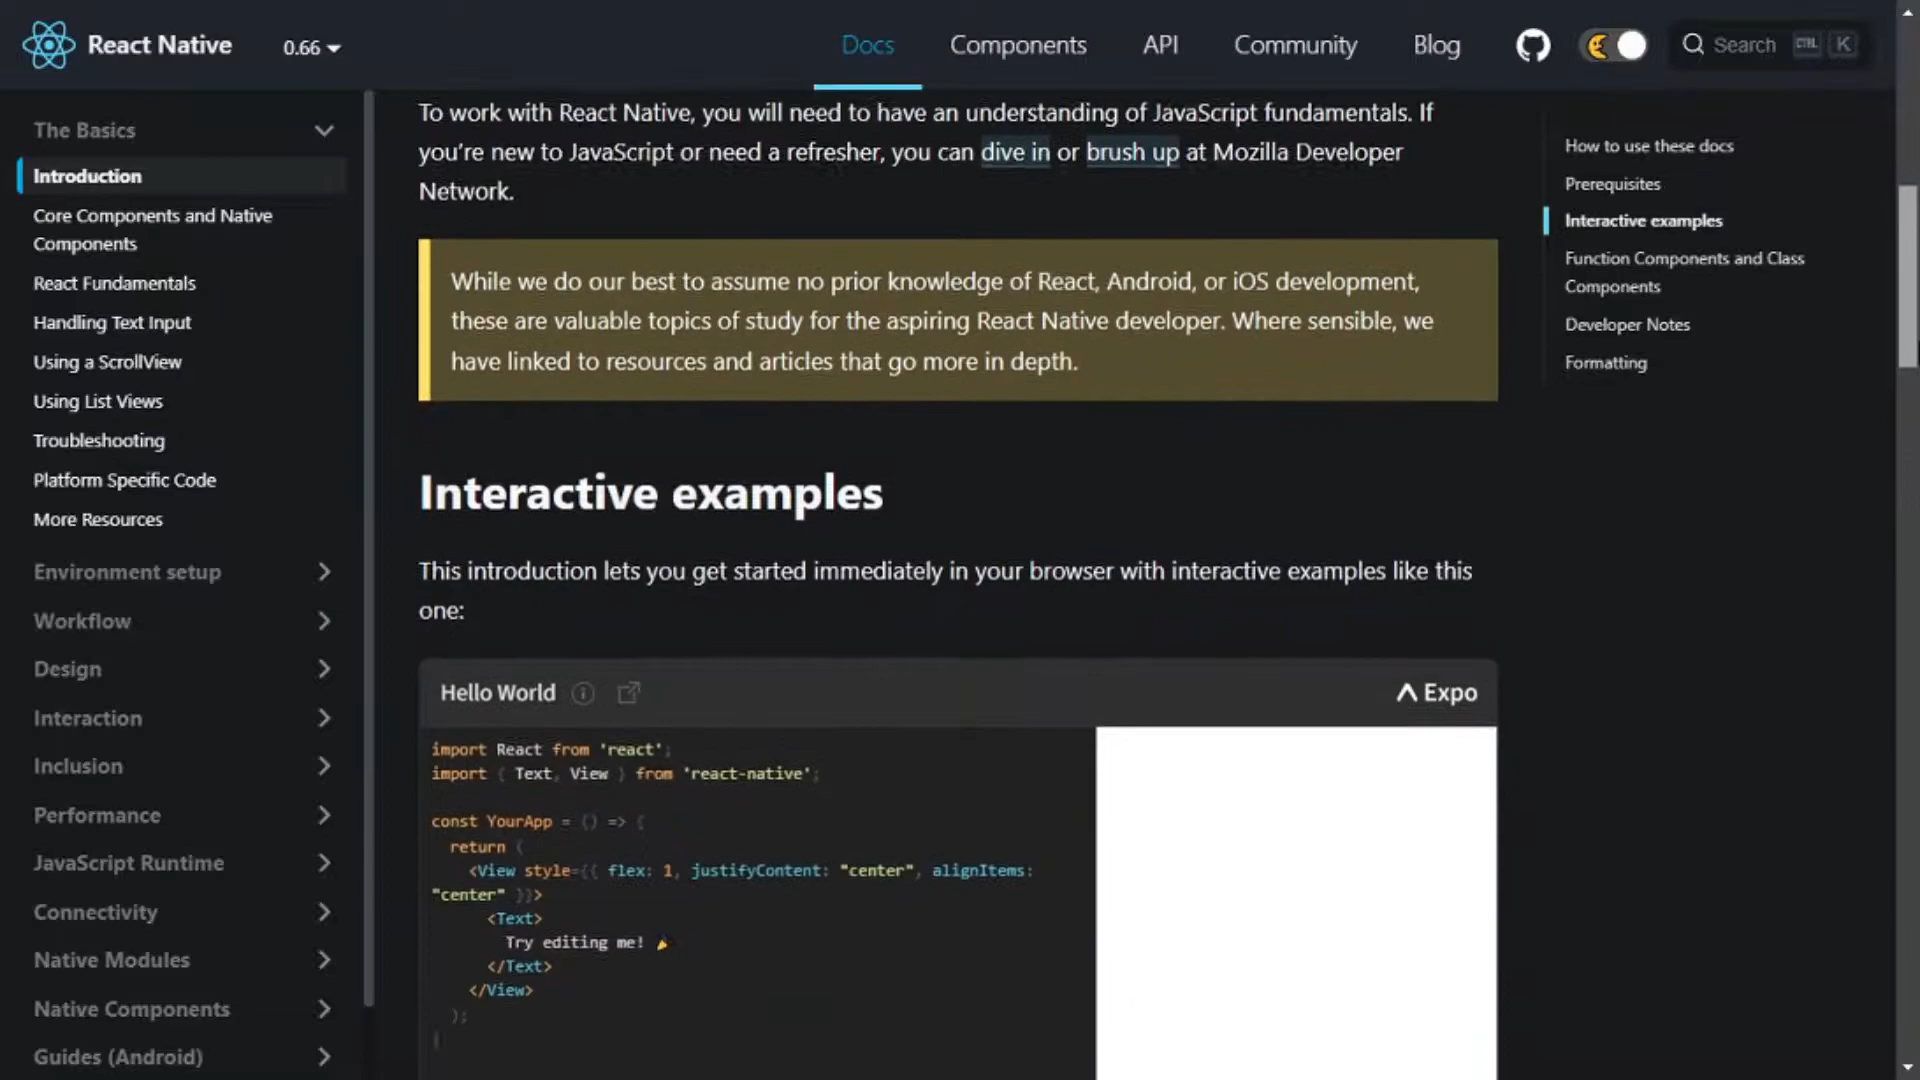 React Native
0.66
Docs
Components
API
Community
Blog
Search
CTRL
K
The Basics
Introduction
Core Components and Native
Components
React Fundamentals
Handling Text Input
Using a ScrollView
Using List Views
Troubleshooting
Platform Specific Code
More Resources
Environment setup
Workflow
Design
Interaction
Inclusion
Performance
JavaScript Runtime
Connectivity
Native Modules
Native Components
Guides (Android)
To work with React Native, you will need to have an understanding of JavaScript fundamentals. If
you’re new to JavaScript or need a refresher, you can dive in or brush up at Mozilla Developer
Network.
While we do our best to assume no prior knowledge of React, Android, or iOS development,
these are valuable topics of study for the aspiring React Native developer. Where sensible, we
have linked to resources and articles that go more in depth.
Interactive examples
This introduction lets you get started immediately in your browser with interactive examples like this
one:
Hello World
Expo
import React from 'react';
import { Text, View } from 'react-native';
const YourApp = () => {
return (
<View style={{ flex: 1, justifyContent: "center", alignItems:
"center" }}>
<Text>
Try editing me! 🎉
</Text>
</View>
);
}
How to use these docs
Prerequisites
Interactive examples
Function Components and Class
Components
Developer Notes
Formatting